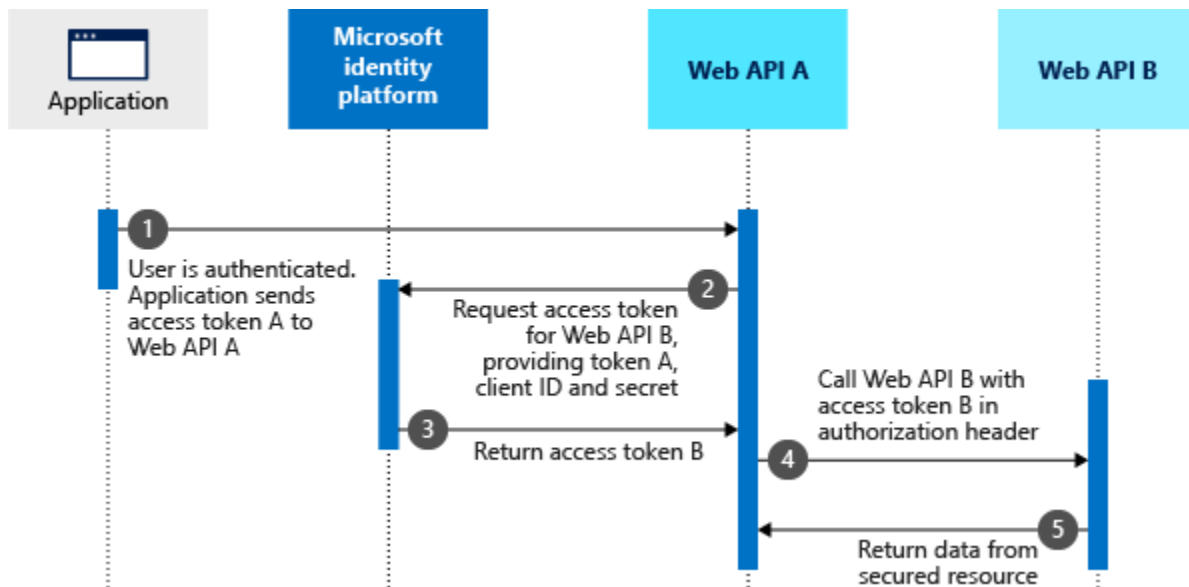 Application
Microsoft
identity
platform
Web API A
Web API B
1
User is authenticated.
Application sends
access token A to
Web API A
2
Request access token
for Web API B,
providing token A,
client ID and secret
3
Return access token B
Call Web API B with
access token B in
authorization header
4
5
Return data from
secured resource